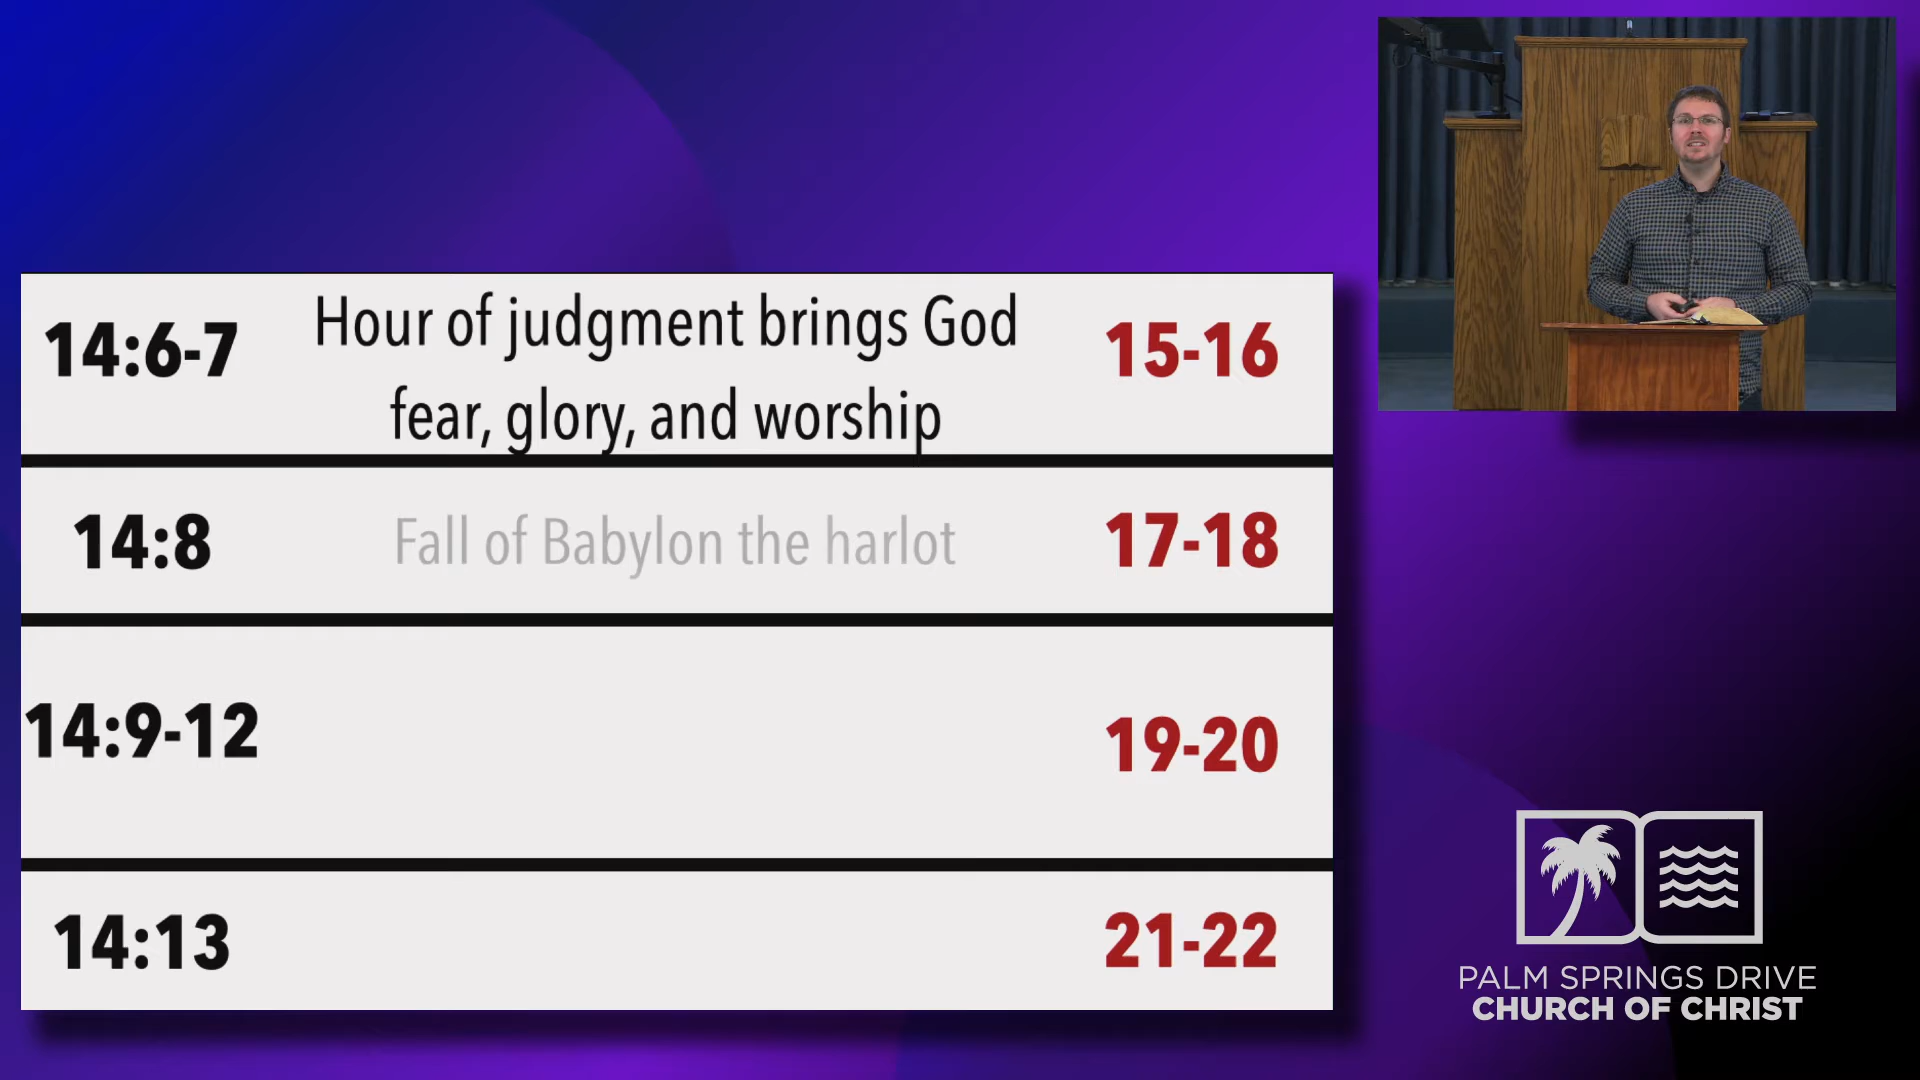 14:6-7
Hour of judgment brings God
fear, glory, and worship
15-16
14:8
Fall of Babylon the harlot
17-18
14:9-12
19-20
14:13
21-22
PALM SPRINGS DRIVE
CHURCH OF CHRIST